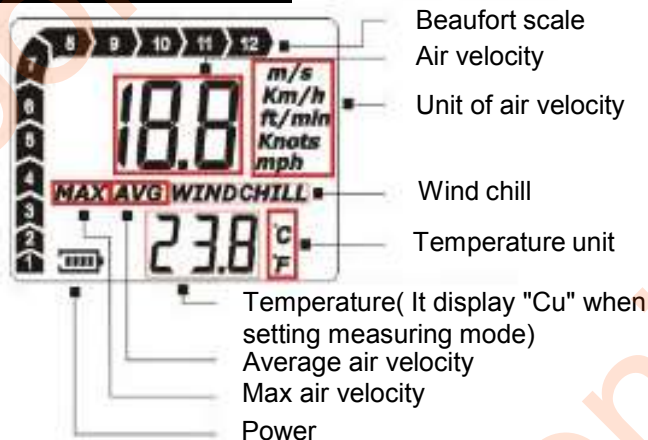 Beaufort scale
Air velocity
Unit of air velocity
Wind chill
Temperature unit
Temperature( It display "Cu" when
setting measuring mode)
Average air velocity
Max air velocity
Power
8 9 10 11 12
7
6
5
4
3
2
1
18.8
m/s
Km/h
ft/min
Knots
mph
MAX AVG WINDCHILL
23.8
°C
°F